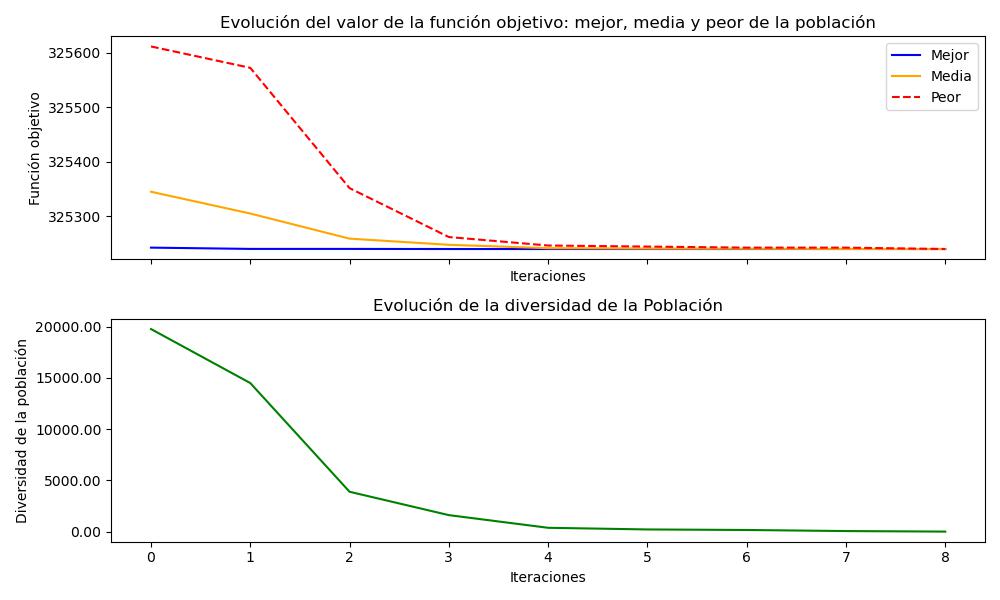 Evolución del valor de la función objetivo: mejor, media y peor de la población
325600
325500
325400
325300
Función objetivo
Mejor
Media
Peor
Iteraciones
Evolución de la diversidad de la Población
20000.00
15000.00
10000.00
5000.00
0.00
Diversidad de la población
0 1 2 3 4 5 6 7 8
Iteraciones